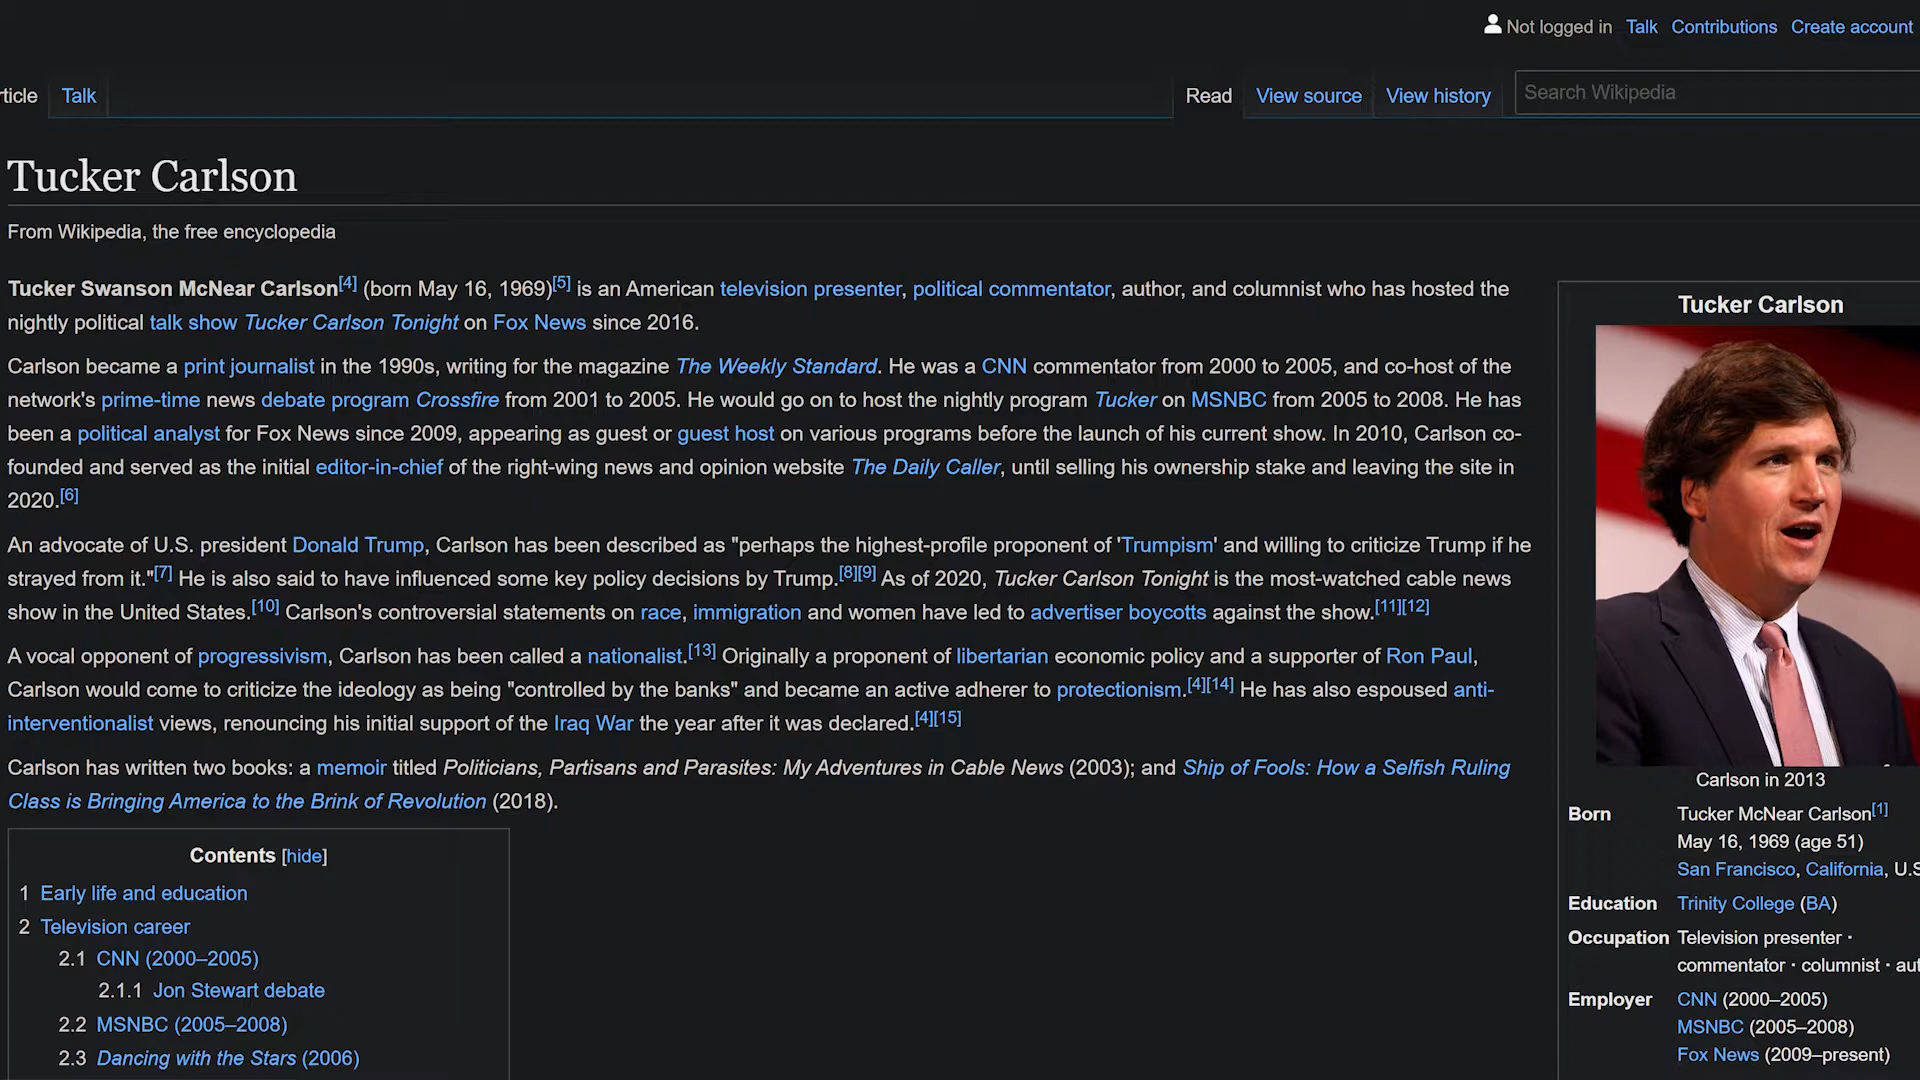 Not logged in Talk Contributions Create account
rticle Talk Read View source View history Search Wikipedia
Tucker Carlson
From Wikipedia, the free encyclopedia
Tucker Swanson McNear Carlson[4] (born May 16, 1969)[5] is an American television presenter, political commentator, author, and columnist who has hosted the
nightly political talk show Tucker Carlson Tonight on Fox News since 2016.
Carlson became a print journalist in the 1990s, writing for the magazine The Weekly Standard. He was a CNN commentator from 2000 to 2005, and co-host of the
network's prime-time news debate program Crossfire from 2001 to 2005. He would go on to host the nightly program Tucker on MSNBC from 2005 to 2008. He has
been a political analyst for Fox News since 2009, appearing as guest or guest host on various programs before the launch of his current show. In 2010, Carlson co-
founded and served as the initial editor-in-chief of the right-wing news and opinion website The Daily Caller, until selling his ownership stake and leaving the site in
2020.[6]
An advocate of U.S. president Donald Trump, Carlson has been described as "perhaps the highest-profile proponent of 'Trumpism' and willing to criticize Trump if he
strayed from it."[7] He is also said to have influenced some key policy decisions by Trump.[8][9] As of 2020, Tucker Carlson Tonight is the most-watched cable news
show in the United States.[10] Carlson's controversial statements on race, immigration and women have led to advertiser boycotts against the show.[11][12]
A vocal opponent of progressivism, Carlson has been called a nationalist.[13] Originally a proponent of libertarian economic policy and a supporter of Ron Paul,
Carlson would come to criticize the ideology as being "controlled by the banks" and became an active adherer to protectionism.[4][14] He has also espoused anti-
interventionalist views, renouncing his initial support of the Iraq War the year after it was declared.[4][15]
Carlson has written two books: a memoir titled Politicians, Partisans and Parasites: My Adventures in Cable News (2003); and Ship of Fools: How a Selfish Ruling
Class is Bringing America to the Brink of Revolution (2018).
Contents [hide]
1 Early life and education
2 Television career
2.1 CNN (2000–2005)
2.1.1 Jon Stewart debate
2.2 MSNBC (2005–2008)
2.3 Dancing with the Stars (2006)
Tucker Carlson
Carlson in 2013
Born Tucker McNear Carlson[1]
May 16, 1969 (age 51)
San Francisco, California, U.S
Education Trinity College (BA)
Occupation Television presenter ·
commentator · columnist · aut
Employer CNN (2000–2005)
MSNBC (2005–2008)
Fox News (2009–present)